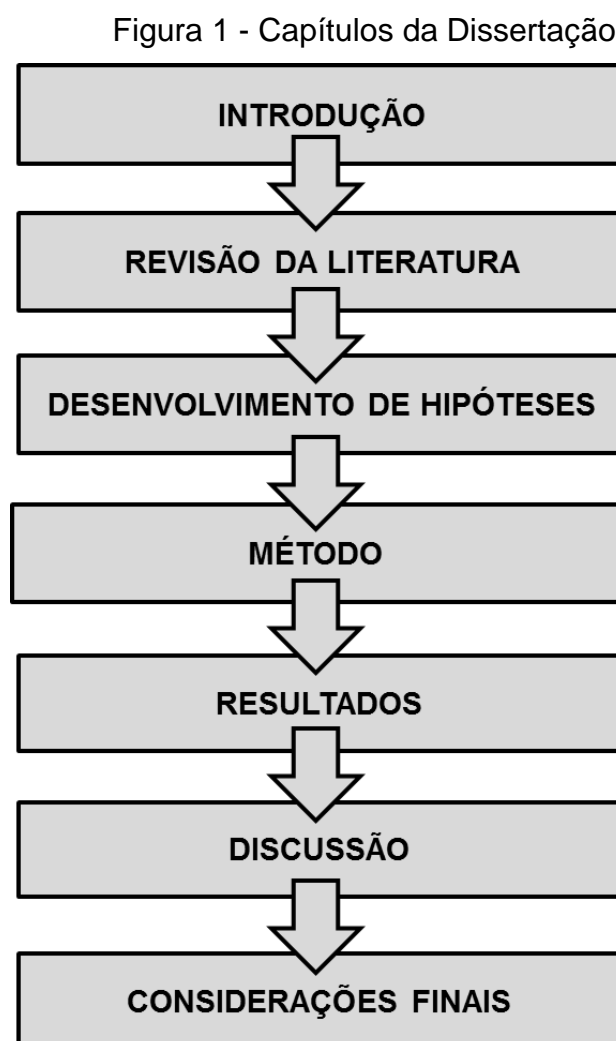 Figura 1 - Capítulos da Dissertação
INTRODUÇÃO
REVISÃO DA LITERATURA
DESENVOLVIMENTO DE HIPÓTESES
MÉTODO
RESULTADOS
DISCUSSÃO
CONSIDERAÇÕES FINAIS